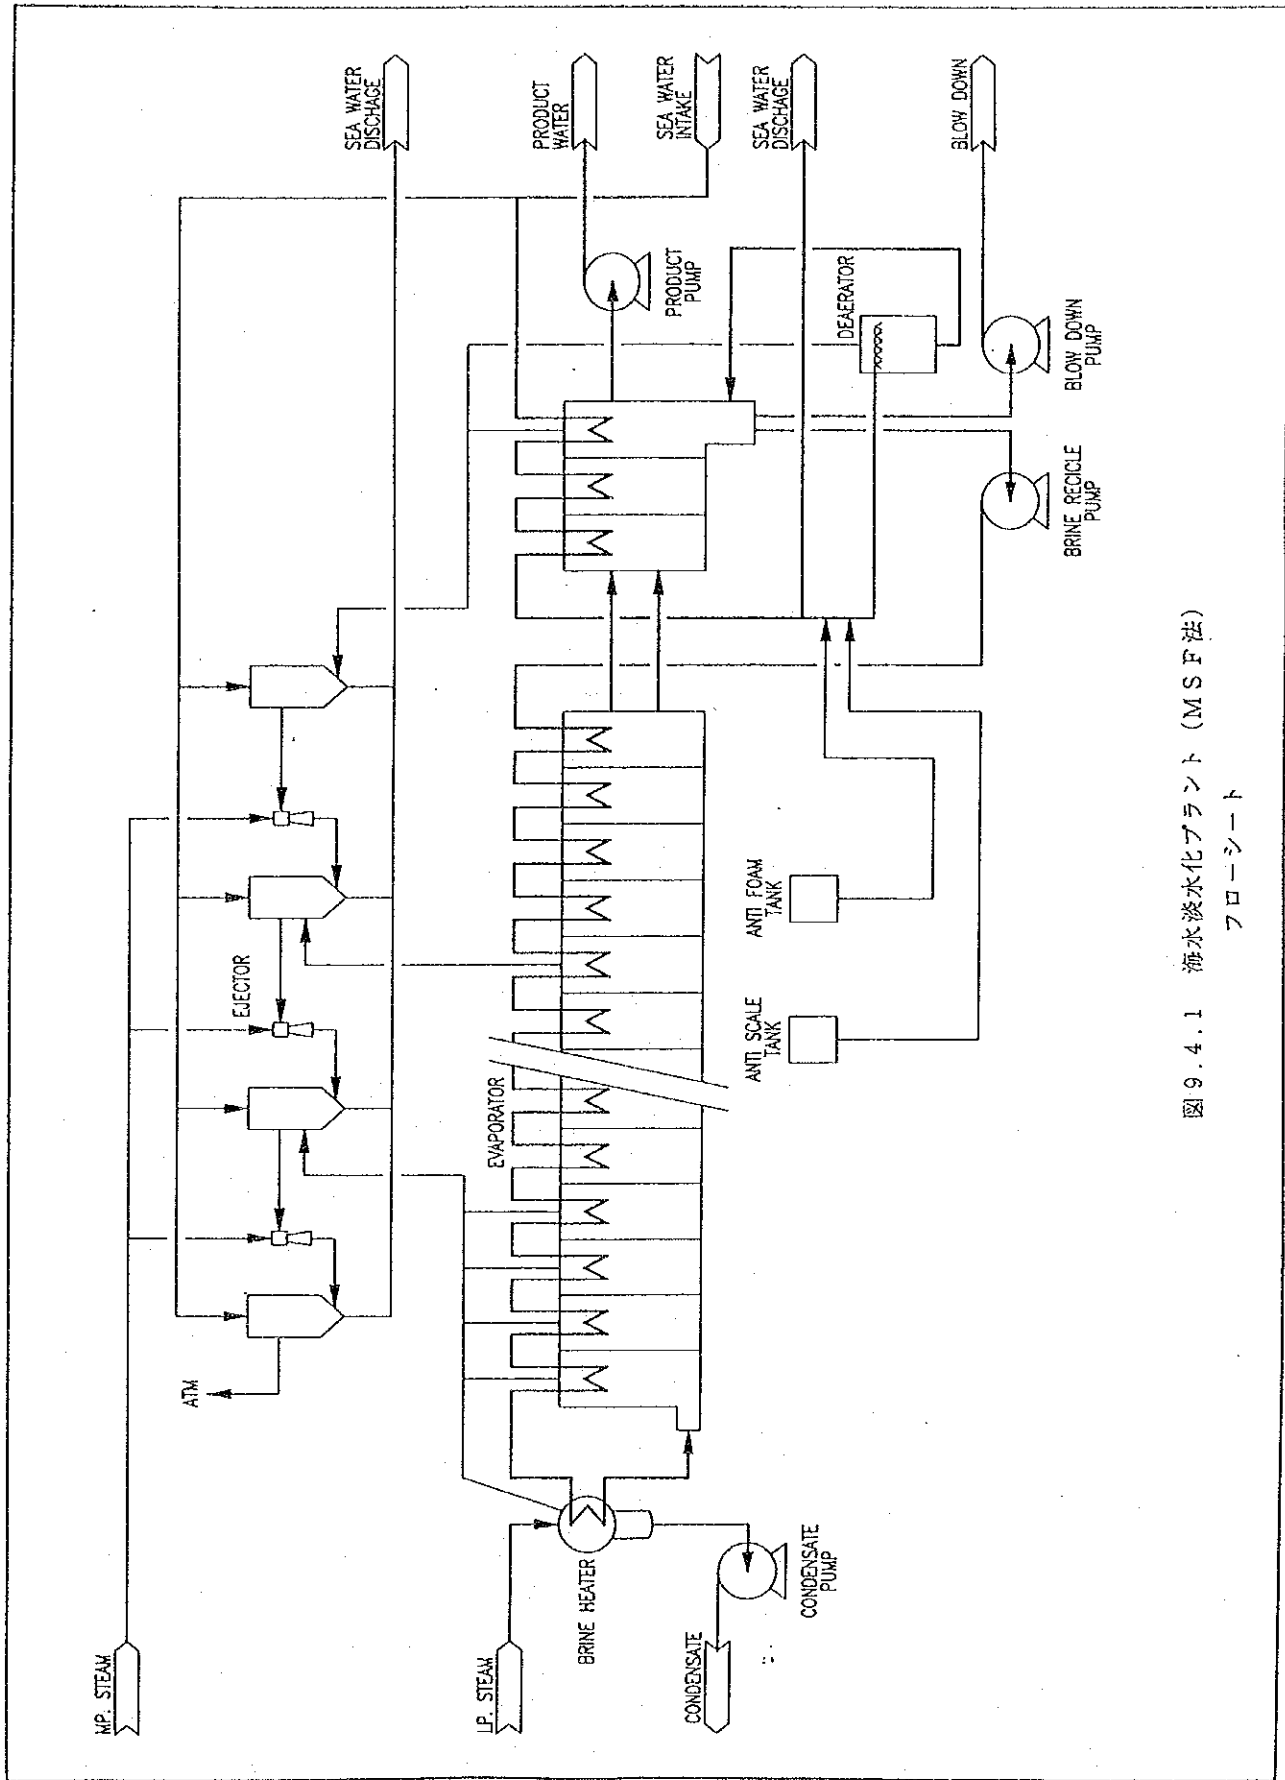 MP. STEAM
ATM
EJECTOR
SEA WATER
DISCHAGE
LP. STEAM
BRINE HEATER
EVAPORATOR
PRODUCT
WATER
PRODUCT
PUMP
SEA WATER
INTAKE
CONDENSATE
CONDENSATE
PUMP
ANTI SCALE
TANK
ANTI FOAM
TANK
SEA WATER
DISCHAGE
DEAERATOR
BRINE RECICLE
PUMP
BLOW DOWN
PUMP
BLOW DOWN
図9.4.1 海水淡水化プラント (MSF法)
フローシート